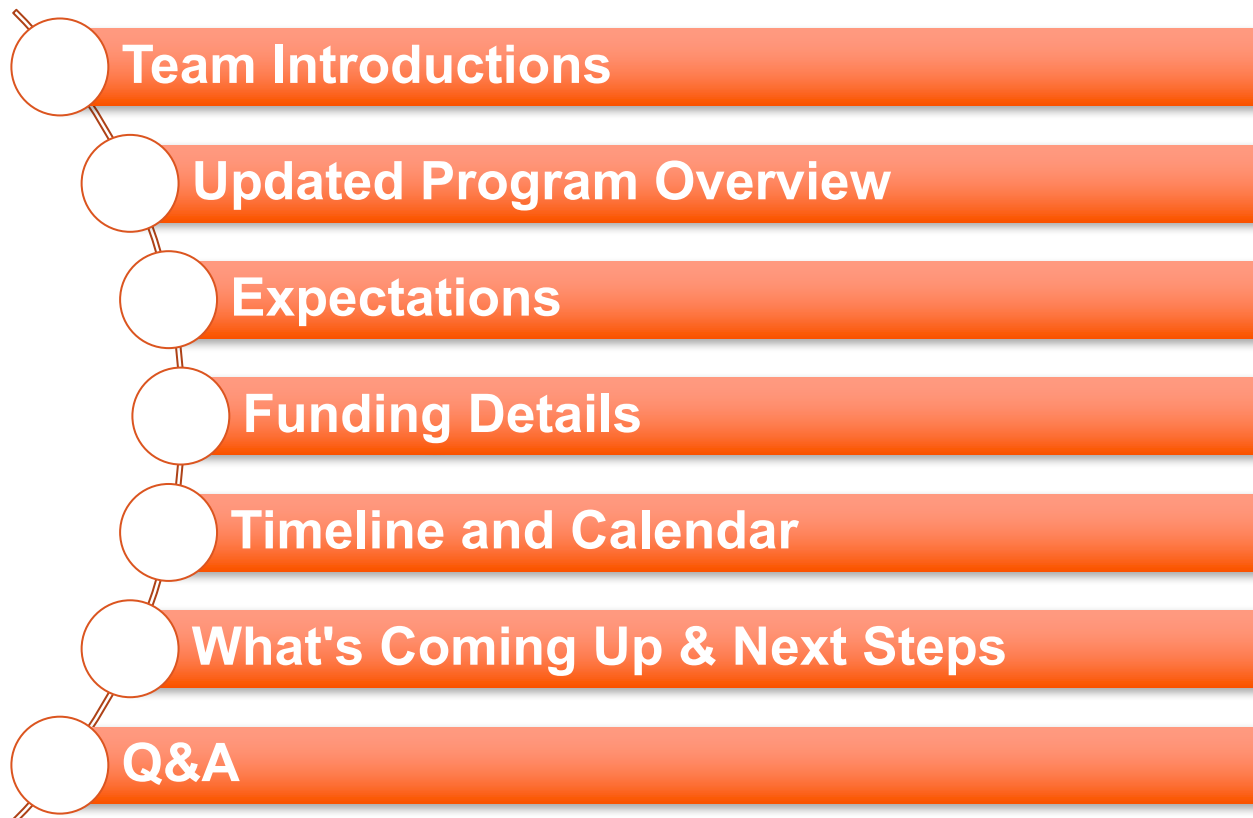 Team Introductions
Updated Program Overview
Expectations
Funding Details
Timeline and Calendar
What's Coming Up & Next Steps
Q&A